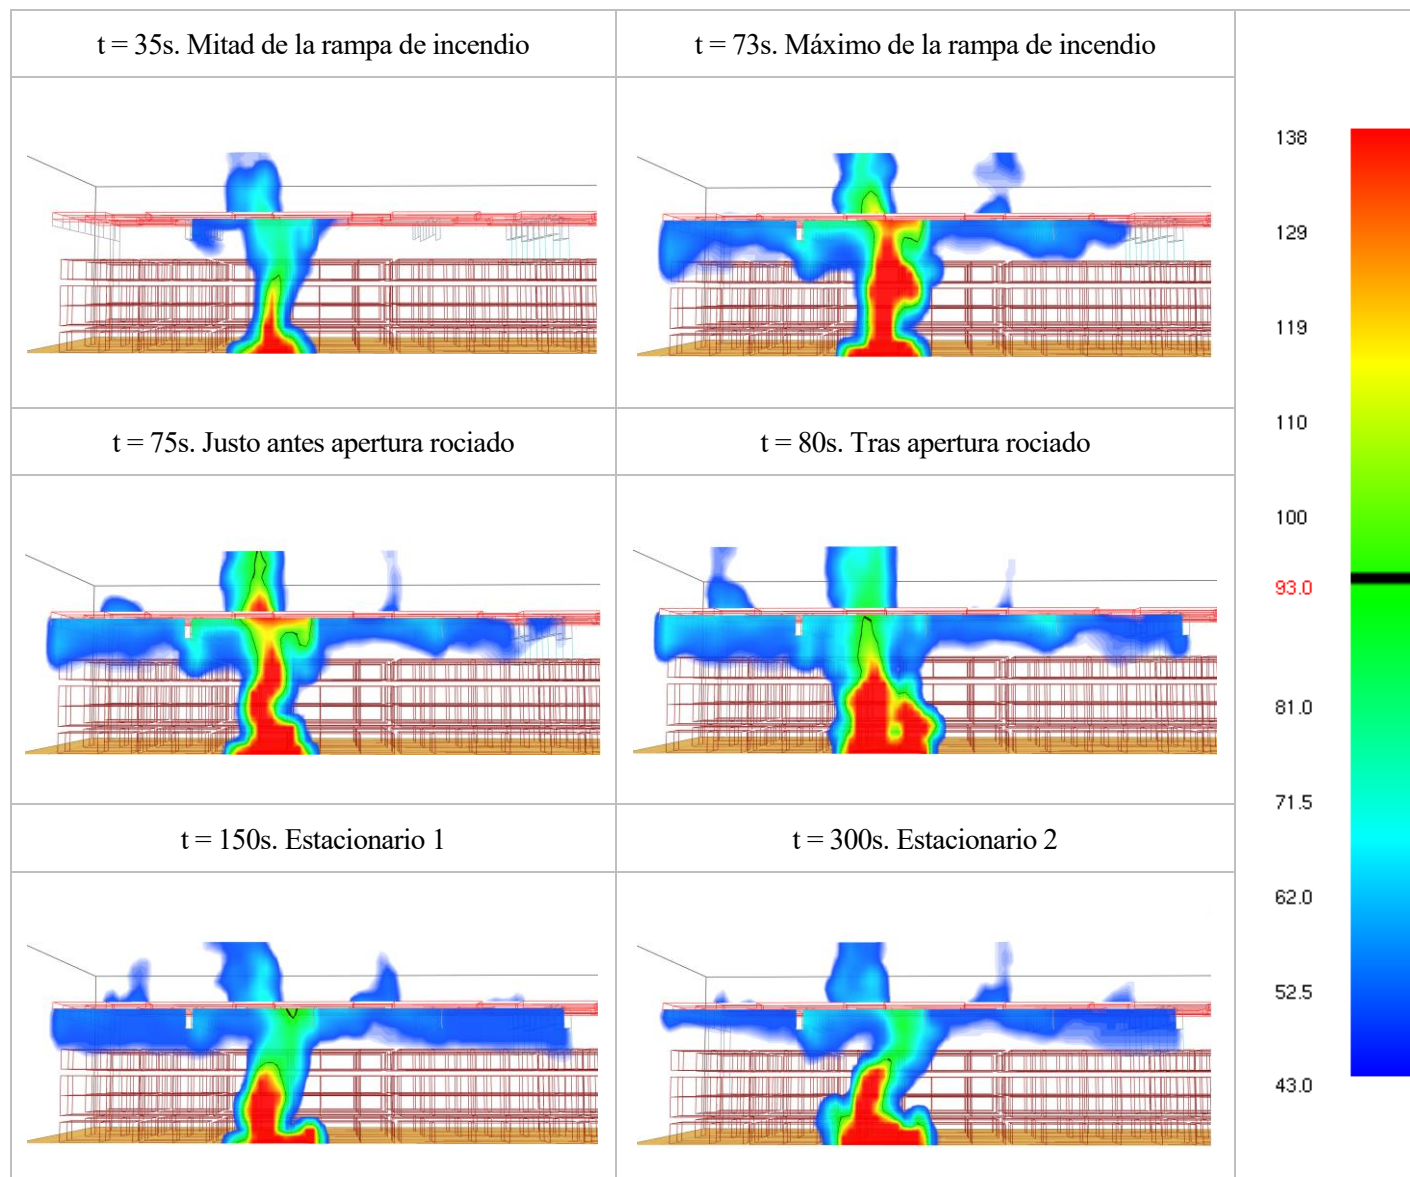 t = 35s. Mitad de la rampa de incendio
t = 73s. Máximo de la rampa de incendio
t = 75s. Justo antes apertura rociado
t = 80s. Tras apertura rociado
t = 150s. Estacionario 1
t = 300s. Estacionario 2
138
129
119
110
100
93.0
81.0
71.5
62.0
52.5
43.0